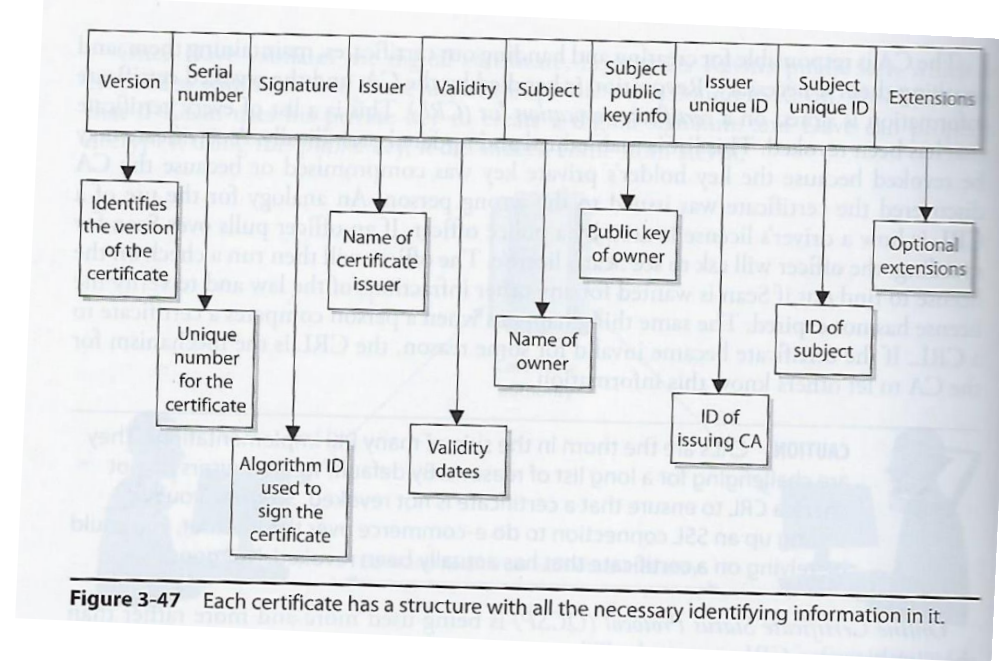 Version
Serial
number
Signature
Issuer
Validity
Subject
Subject
public
key info
Issuer
unique ID
Subject
unique ID
Extensions
Identifies
the version
of the
certificate
Unique
number
for the
certificate
Algorithm ID
used to
sign the
certificate
Name of
certificate
issuer
Validity
dates
Name of
owner
Public key
of owner
ID of
issuing CA
ID of
subject
Optional
extensions
Figure 3-47 Each certificate has a structure with all the necessary identifying information in it.